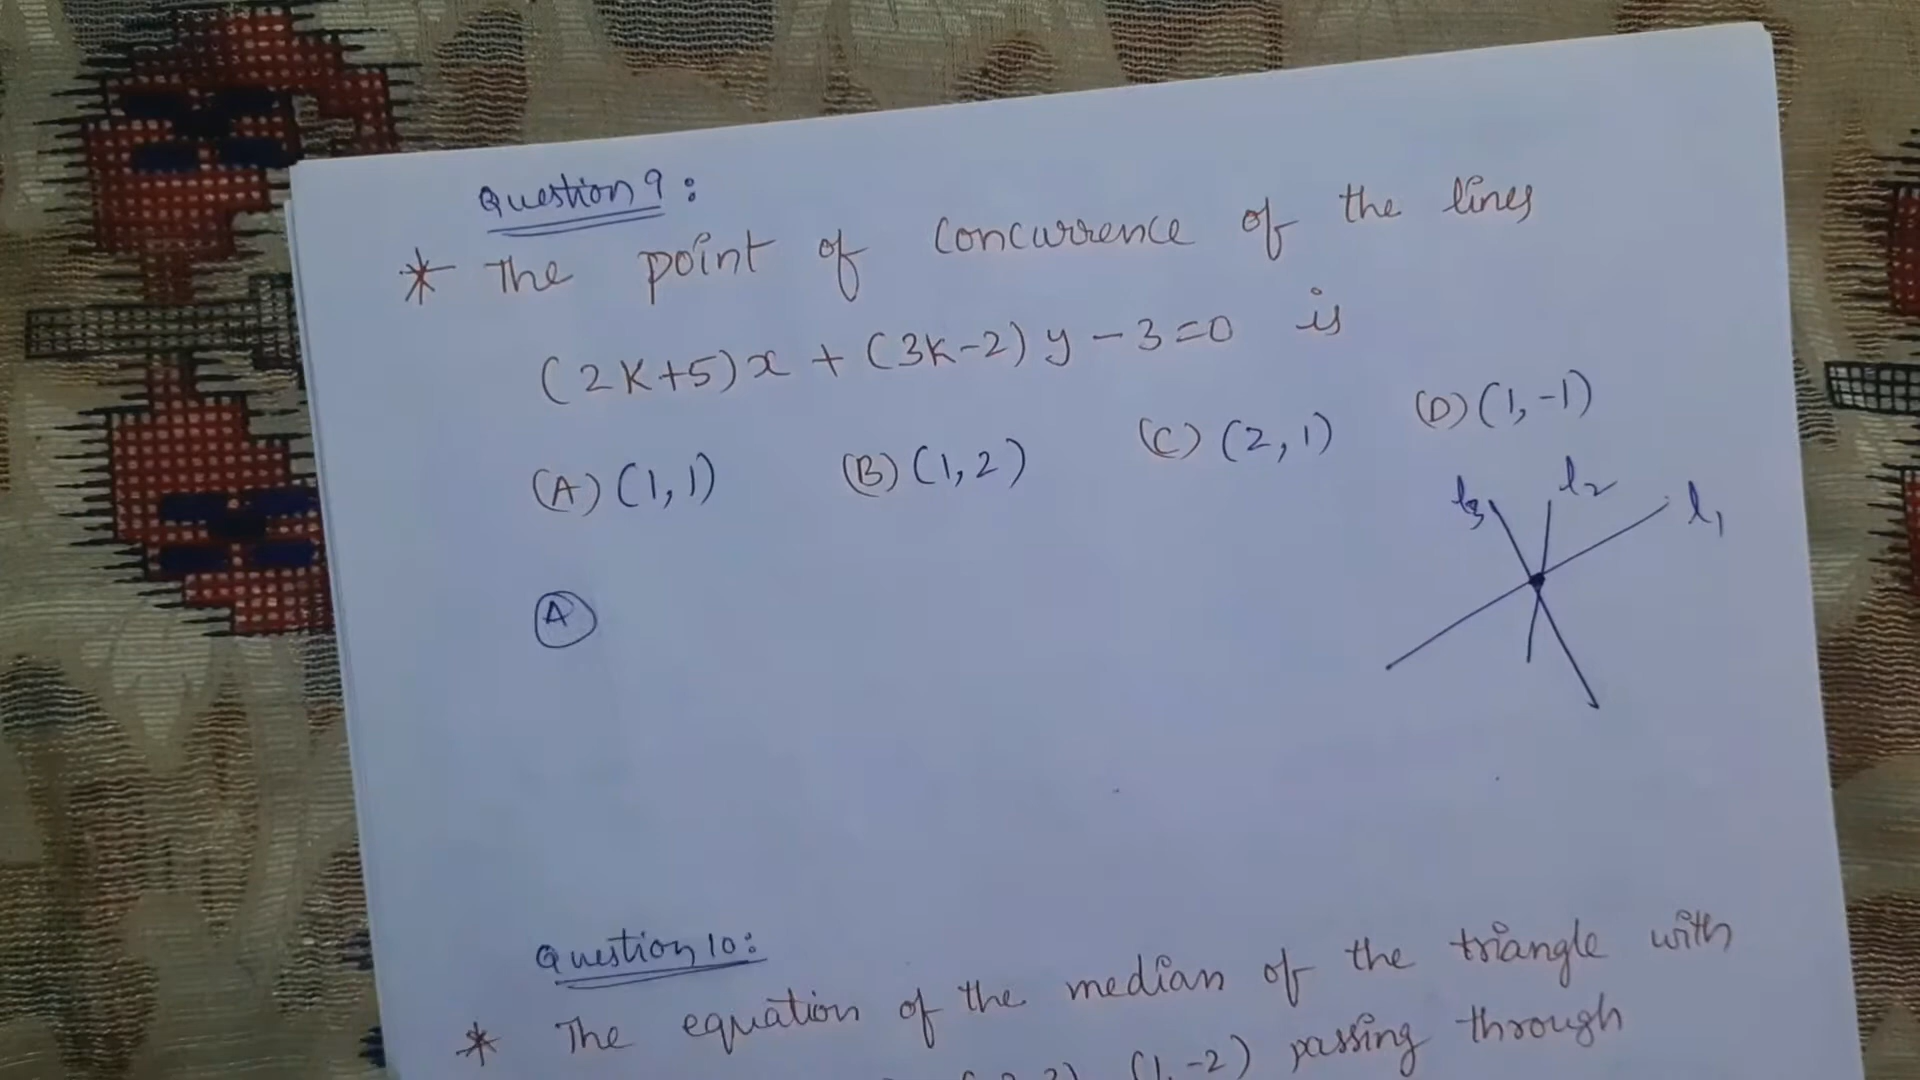 Question 9:
* The point of concurrence of the lines
(2K+5)x + (3K-2)y - 3 = 0 is
(A) (1,1) (B) (1,2) (C) (2,1) (D) (1,-1)
l3 l2 l1
A
Question 10:
* The equation of the median of the triangle with
(1,-2) passing through